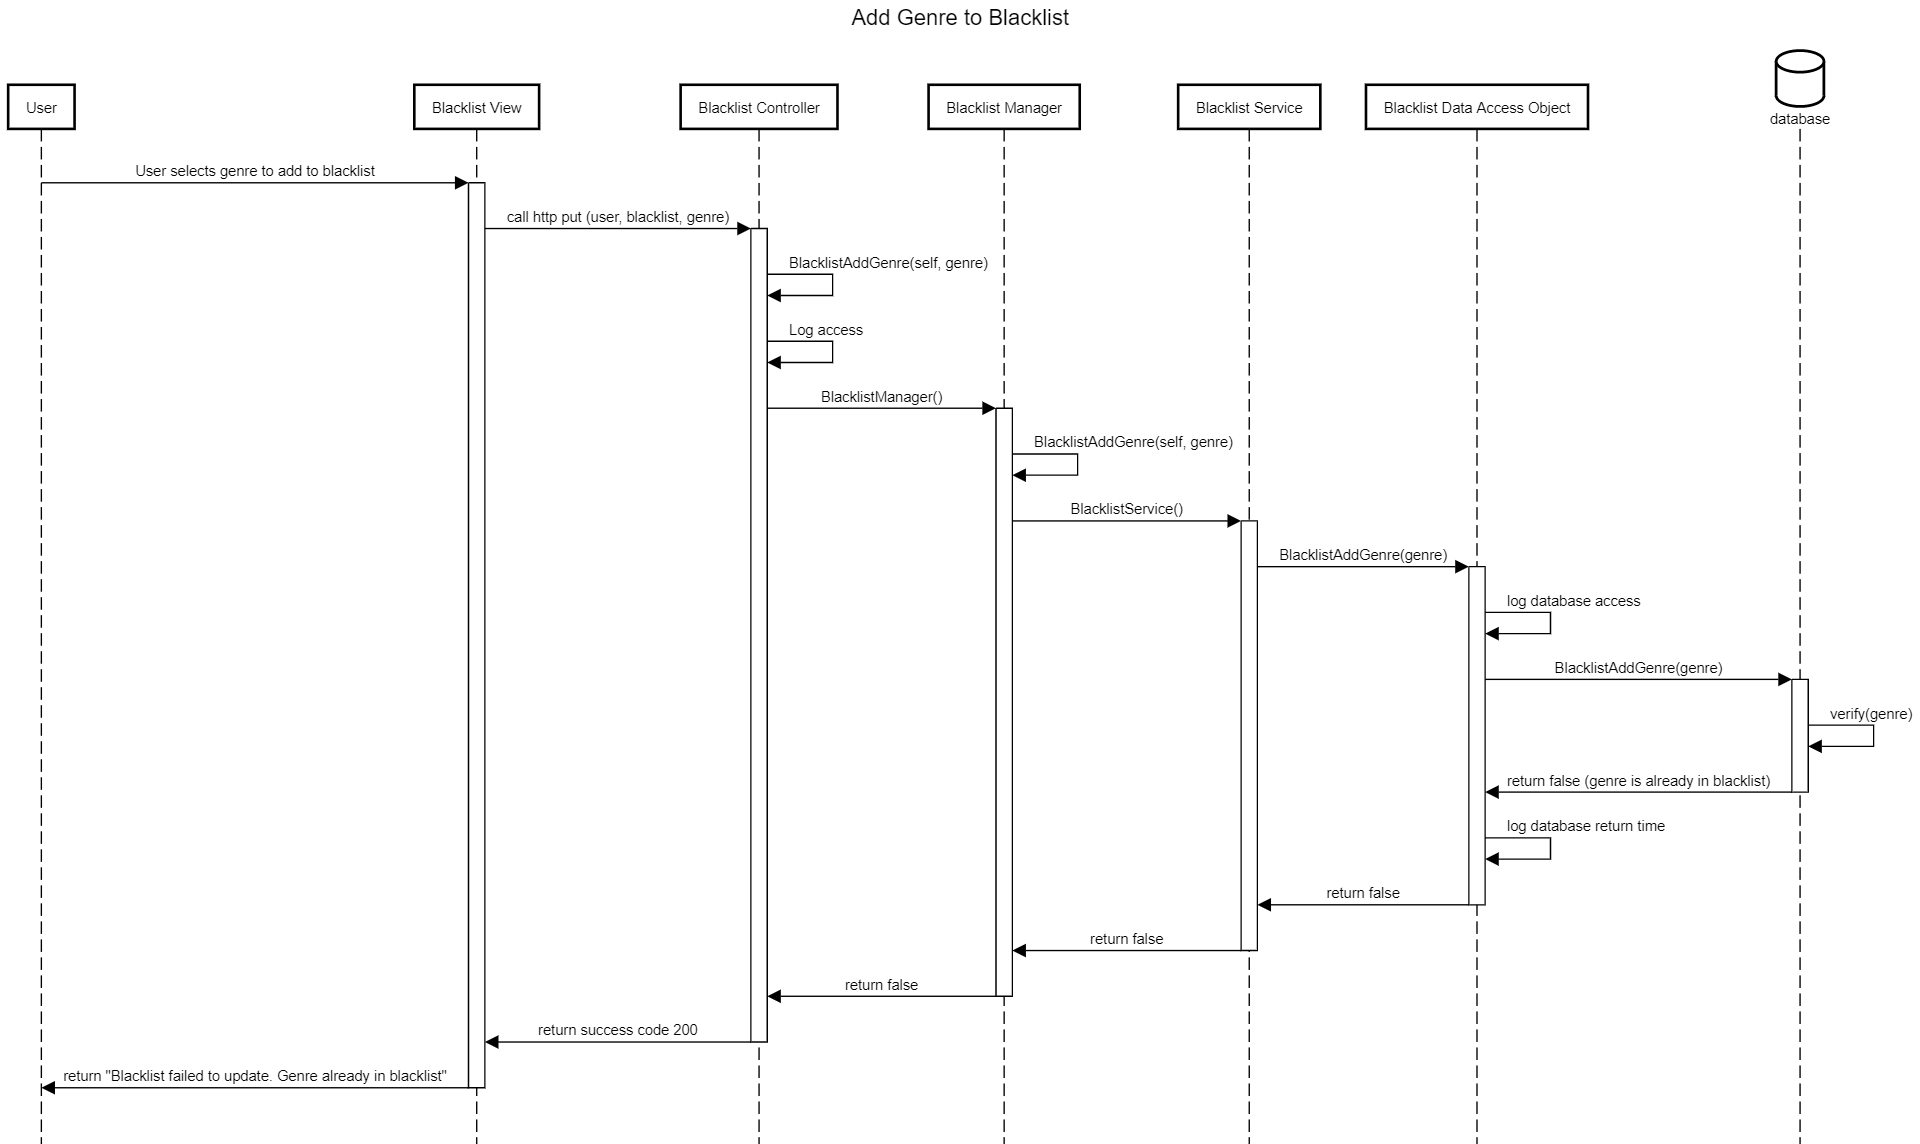 Add Genre to Blacklist
User
Blacklist View
Blacklist Controller
Blacklist Manager
Blacklist Service
Blacklist Data Access Object
database
User selects genre to add to blacklist
call http put (user, blacklist, genre)
BlacklistAddGenre(self, genre)
Log access
BlacklistManager()
BlacklistAddGenre(self, genre)
BlacklistService()
BlacklistAddGenre(genre)
log database access
BlacklistAddGenre(genre)
verify(genre)
return false (genre is already in blacklist)
log database return time
return false
return false
return false
return success code 200
return "Blacklist failed to update. Genre already in blacklist"